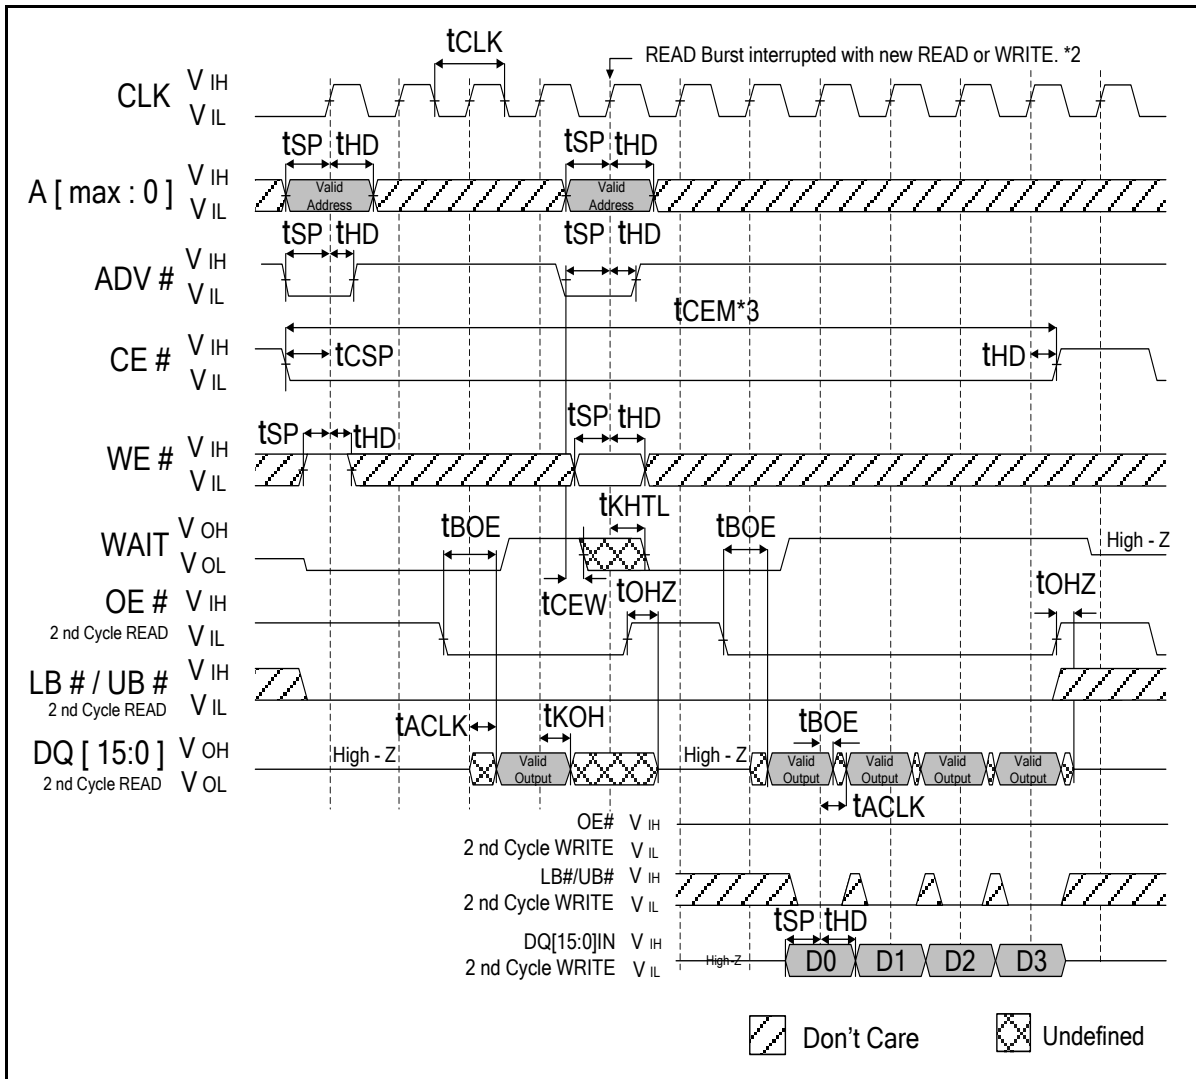 tCLK
READ Burst interrupted with new READ or WRITE. *2
CLK
V IH
V IL
tSP
tHD
tSP
tHD
A [ max : 0 ]
V IH
V IL
Valid
Address
Valid
Address
tSP
tHD
tSP
tHD
ADV #
V IH
V IL
tCEM*3
CE #
V IH
V IL
tCSP
tHD
tSP
tHD
tSP
tHD
WE #
V IH
V IL
tKHTL
WAIT
V OH
V OL
tBOE
tBOE
High - Z
tCEW
tOHZ
tOHZ
OE #
2 nd Cycle READ
V IH
V IL
LB # / UB #
2 nd Cycle READ
V IH
V IL
tACLK
tKOH
tBOE
DQ [ 15:0 ]
2 nd Cycle READ
V OH
V OL
High - Z
Valid
Output
High - Z
Valid
Output
Valid
Output
Valid
Output
Valid
Output
tACLK
OE#
2 nd Cycle WRITE
V IH
V IL
LB#/UB#
2 nd Cycle WRITE
V IH
V IL
tSP
tHD
DQ[15:0]IN
2 nd Cycle WRITE
V IH
V IL
High-Z
D0
D1
D2
D3
Don't Care
Undefined